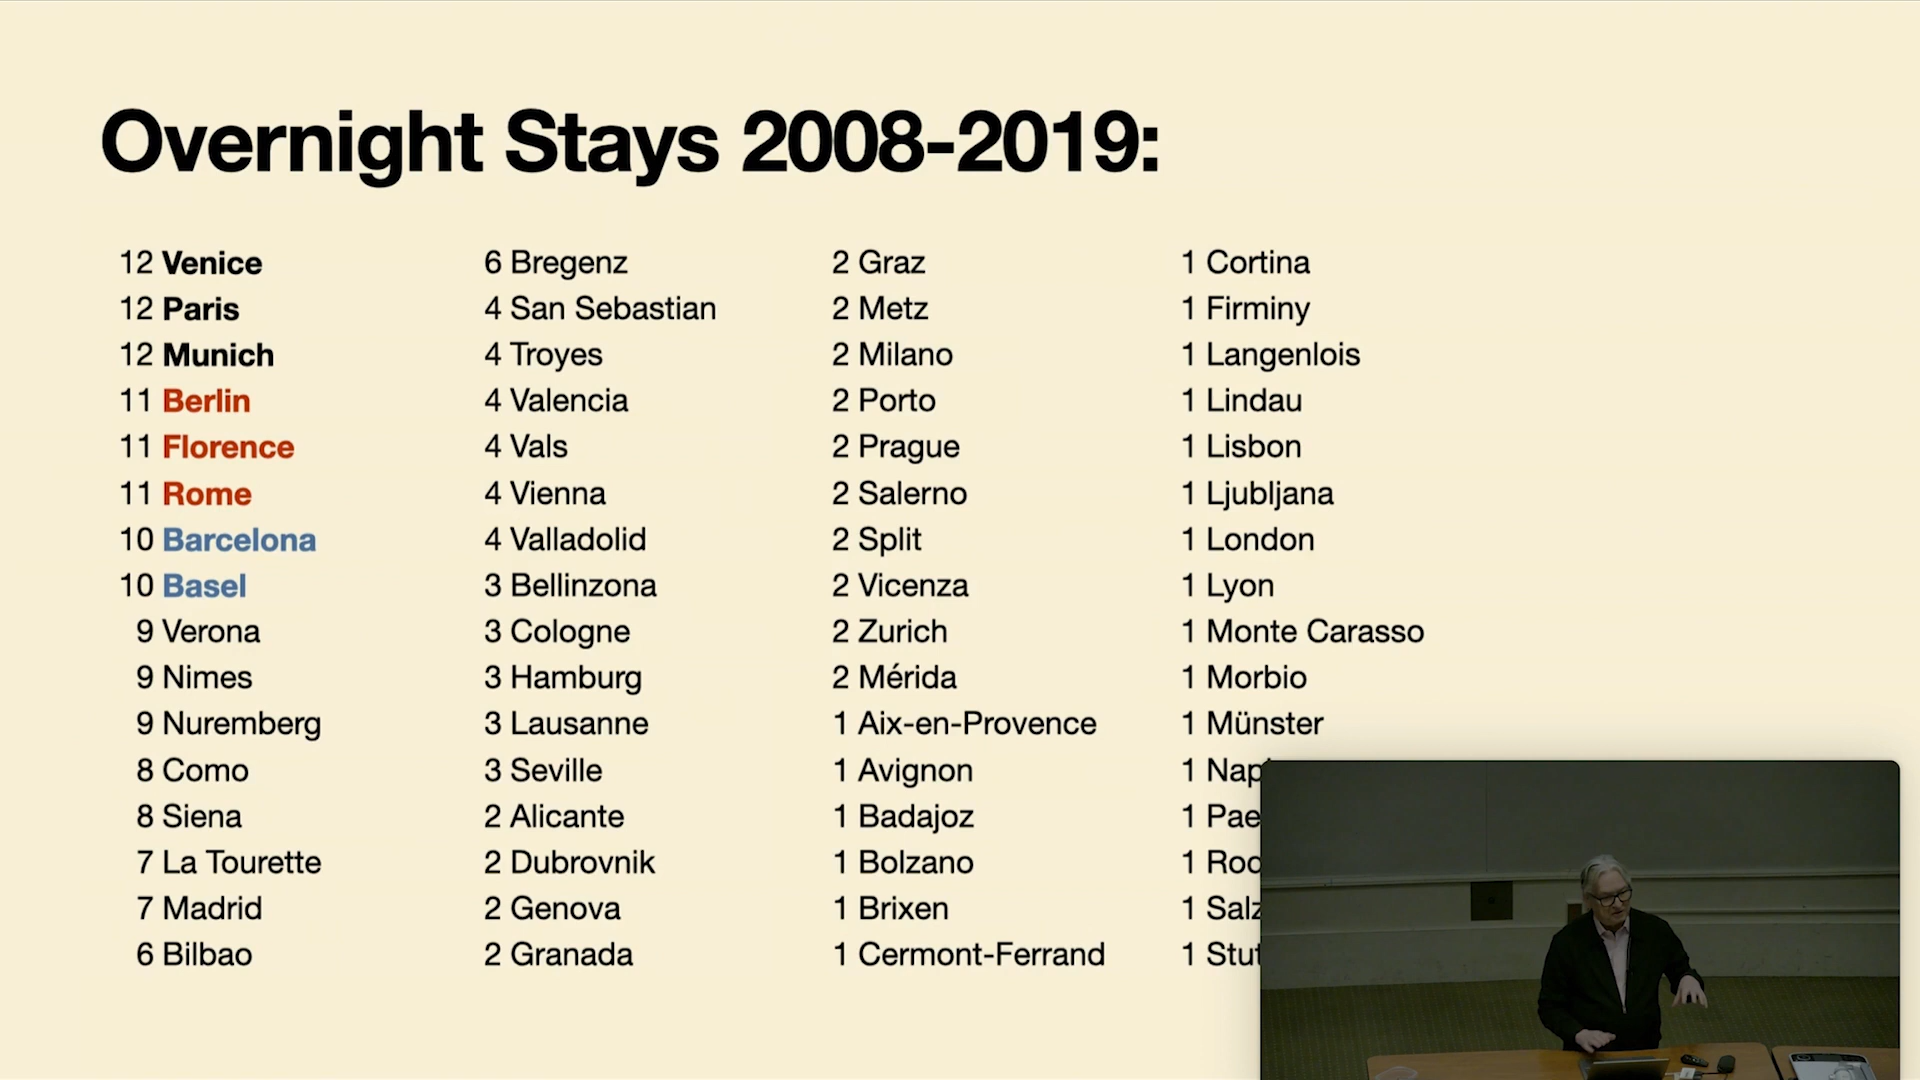 Overnight Stays 2008-2019:
12 Venice
12 Paris
12 Munich
11 Berlin
11 Florence
11 Rome
10 Barcelona
10 Basel
9 Verona
9 Nimes
9 Nuremberg
8 Como
8 Siena
7 La Tourette
7 Madrid
6 Bilbao
6 Bregenz
4 San Sebastian
4 Troyes
4 Valencia
4 Vals
4 Vienna
4 Valladolid
3 Bellinzona
3 Cologne
3 Hamburg
3 Lausanne
3 Seville
2 Alicante
2 Dubrovnik
2 Genova
2 Granada
2 Graz
2 Metz
2 Milano
2 Porto
2 Prague
2 Salerno
2 Split
2 Vicenza
2 Zurich
2 Mérida
1 Aix-en-Provence
1 Avignon
1 Badajoz
1 Bolzano
1 Brixen
1 Cermont-Ferrand
1 Cortina
1 Firminy
1 Langenlois
1 Lindau
1 Lisbon
1 Ljubljana
1 London
1 Lyon
1 Monte Carasso
1 Morbio
1 Münster
1
1
1
1
1